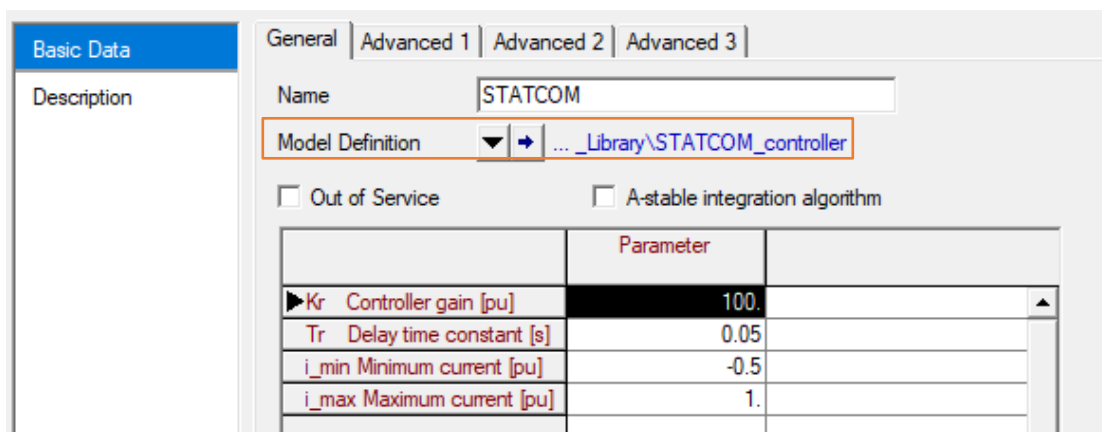 Basic Data
Description
General Advanced 1 Advanced 2 Advanced 3
Name STATCOM
Model Definition ... _Library\STATCOM_controller
Out of Service A-stable integration algorithm
Parameter
Kr Controller gain [pu] 100.
Tr Delay time constant [s] 0.05
i_min Minimum current [pu] -0.5
i_max Maximum current [pu] 1.